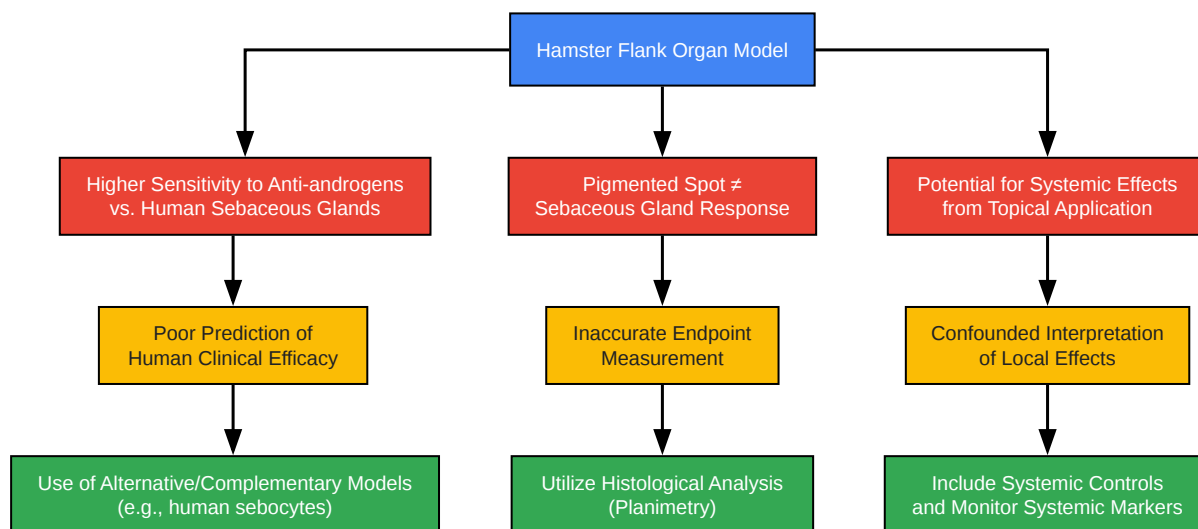 Hamster Flank Organ Model
Higher Sensitivity to Anti-androgens
vs. Human Sebaceous Glands
Pigmented Spot ≠
Sebaceous Gland Response
Potential for Systemic Effects
from Topical Application
Poor Prediction of
Human Clinical Efficacy
Inaccurate Endpoint
Measurement
Confounded Interpretation
of Local Effects
Use of Alternative/Complementary Models
(e.g., human sebocytes)
Utilize Histological Analysis
(Planimetry)
Include Systemic Controls
and Monitor Systemic Markers